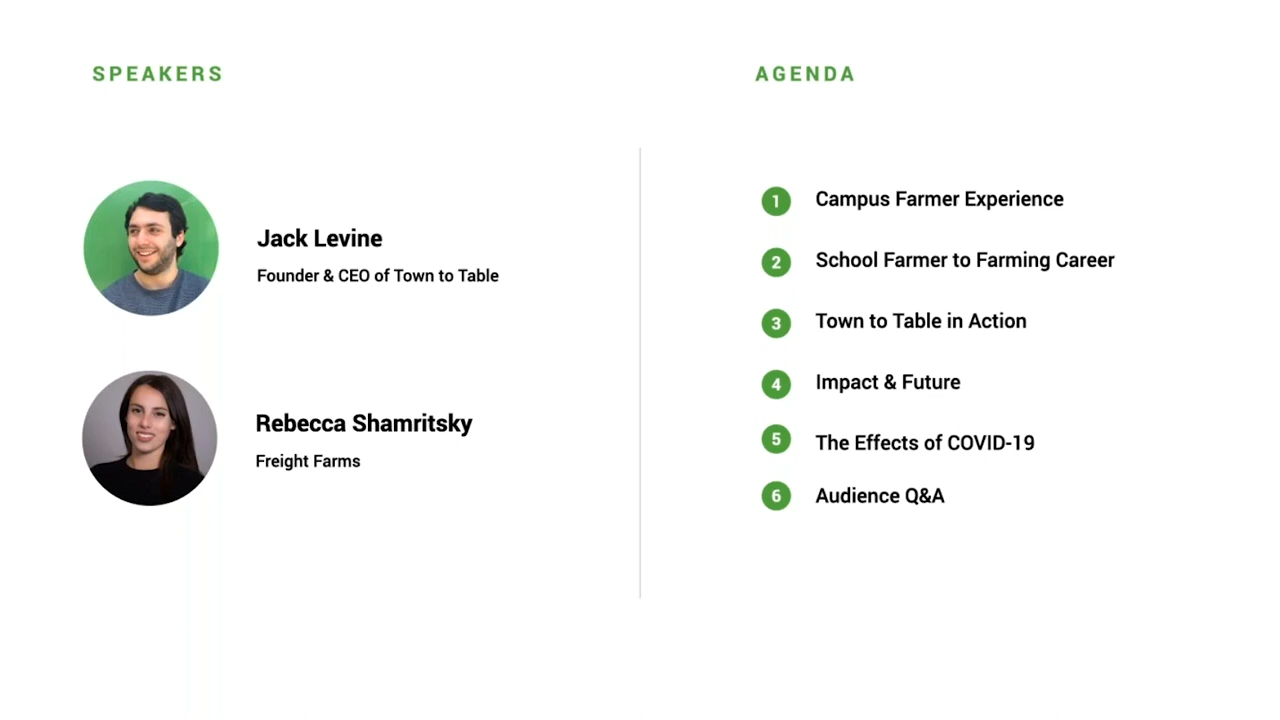 SPEAKERS
Jack Levine
Founder & CEO of Town to Table
Rebecca Shamritsky
Freight Farms
AGENDA
1 Campus Farmer Experience
2 School Farmer to Farming Career
3 Town to Table in Action
4 Impact & Future
5 The Effects of COVID-19
6 Audience Q&A